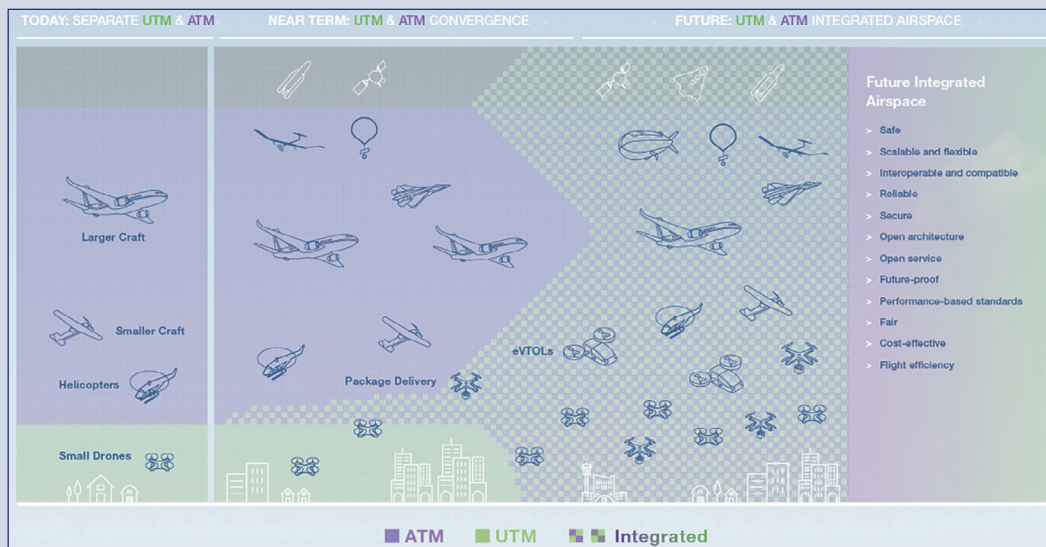 TODAY: SEPARATE UTM & ATM
NEAR TERM: UTM & ATM CONVERGENCE
FUTURE: UTM & ATM INTEGRATED AIRSPACE
Larger Craft
Smaller Craft
Helicopters
Small Drones
Package Delivery
eVTOLs
Future Integrated
Airspace
> Safe
> Scalable and flexible
> Interoperable and compatible
> Reliable
> Secure
> Open architecture
> Open service
> Future-proof
> Performance-based standards
> Fair
> Cost-effective
> Flight efficiency
ATM
UTM
Integrated